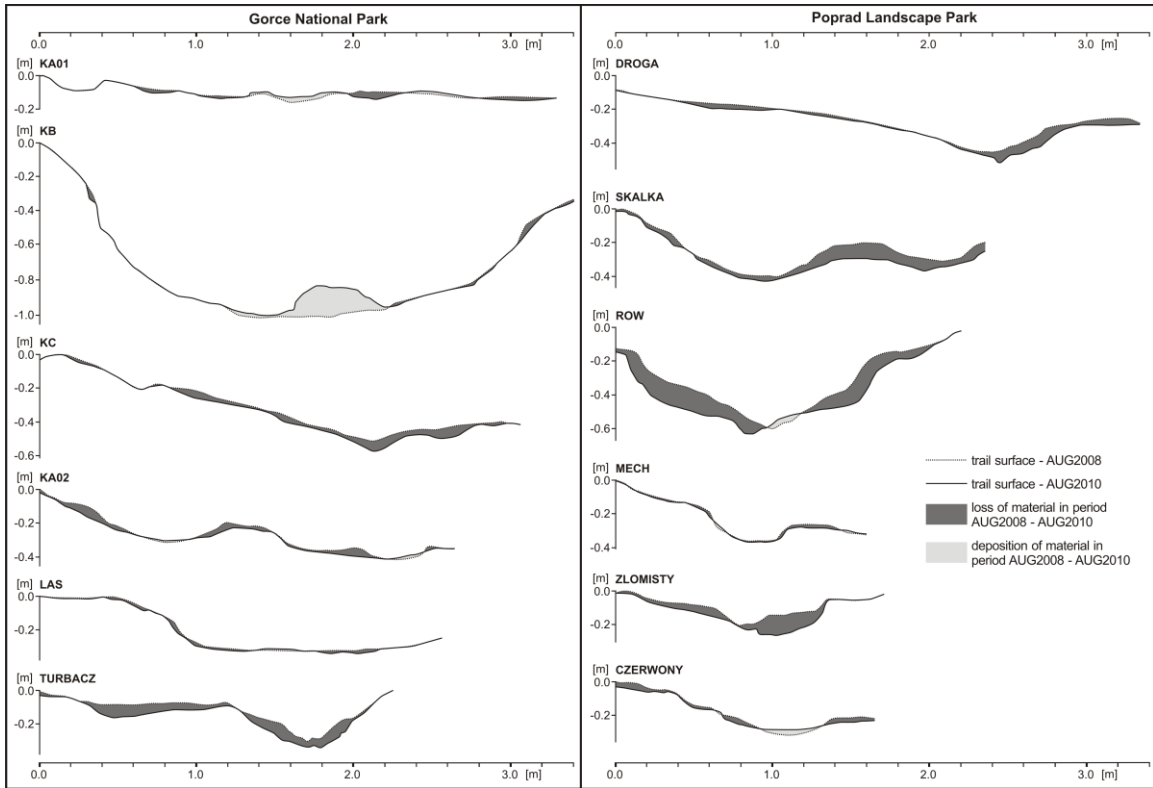 Gorce National Park
0.0 1.0 2.0 3.0 [m]
[m] KA01
0.0
-0.2
[m] KB
0.0
-0.2
-0.4
-0.6
-0.8
-1.0
[m] KC
0.0
-0.2
-0.4
-0.6
[m] KA02
0.0
-0.2
-0.4
[m] LAS
0.0
-0.2
[m] TURBACZ
0.0
-0.2
0.0 1.0 2.0 3.0 [m]
Poprad Landscape Park
0.0 1.0 2.0 3.0 [m]
[m] DROGA
0.0
-0.2
-0.4
[m] SKALKA
0.0
-0.2
-0.4
[m] ROW
0.0
-0.2
-0.4
-0.6
[m] MECH
0.0
-0.2
-0.4
[m] ZLOMISTY
0.0
-0.2
[m] CZERWONY
0.0
-0.2
0.0 1.0 2.0 3.0 [m]
trail surface - AUG2008
trail surface - AUG2010
loss of material in period
AUG2008 - AUG2010
deposition of material in
period AUG2008 - AUG2010